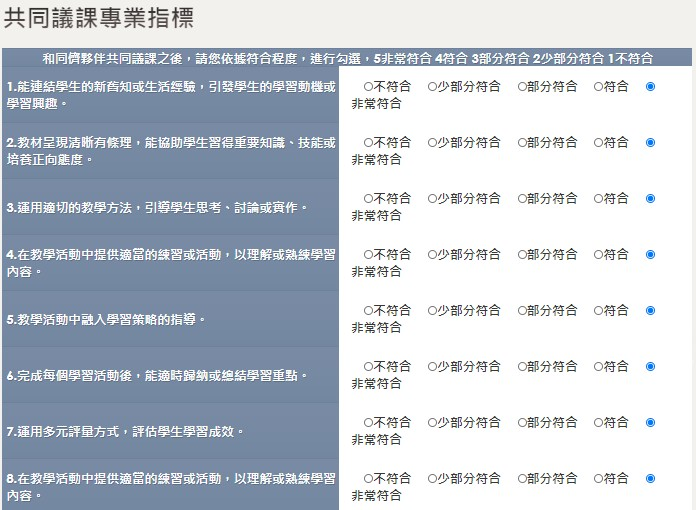 共同議課專業指標
和同儕夥伴共同議課之後，請您依據符合程度，進行勾選，5非常符合 4符合 3部分符合 2少部分符合 1不符合
1.能連結學生的新舊知或生活經驗，引發學生的學習動機或
學習興趣。
○不符合 ○少部分符合 ○部分符合 ○符合
非常符合
2.教材呈現清晰有條理，能協助學生習得重要知識、技能或
培養正向態度。
○不符合 ○少部分符合 ○部分符合 ○符合
非常符合
3.運用適切的教學方法，引導學生思考、討論或實作。
○不符合 ○少部分符合 ○部分符合 ○符合
非常符合
4.在教學活動中提供適當的練習或活動，以理解或熟練學習
內容。
○不符合 ○少部分符合 ○部分符合 ○符合
非常符合
5.教學活動中融入學習策略的指導。
○不符合 ○少部分符合 ○部分符合 ○符合
非常符合
6.完成每個學習活動後，能適時歸納或總結學習重點。
○不符合 ○少部分符合 ○部分符合 ○符合
非常符合
7.運用多元評量方式，評估學生學習成效。
○不符合 ○少部分符合 ○部分符合 ○符合
非常符合
8.在教學活動中提供適當的練習或活動，以理解或熟練學習
內容。
○不符合 ○少部分符合 ○部分符合 ○符合
非常符合